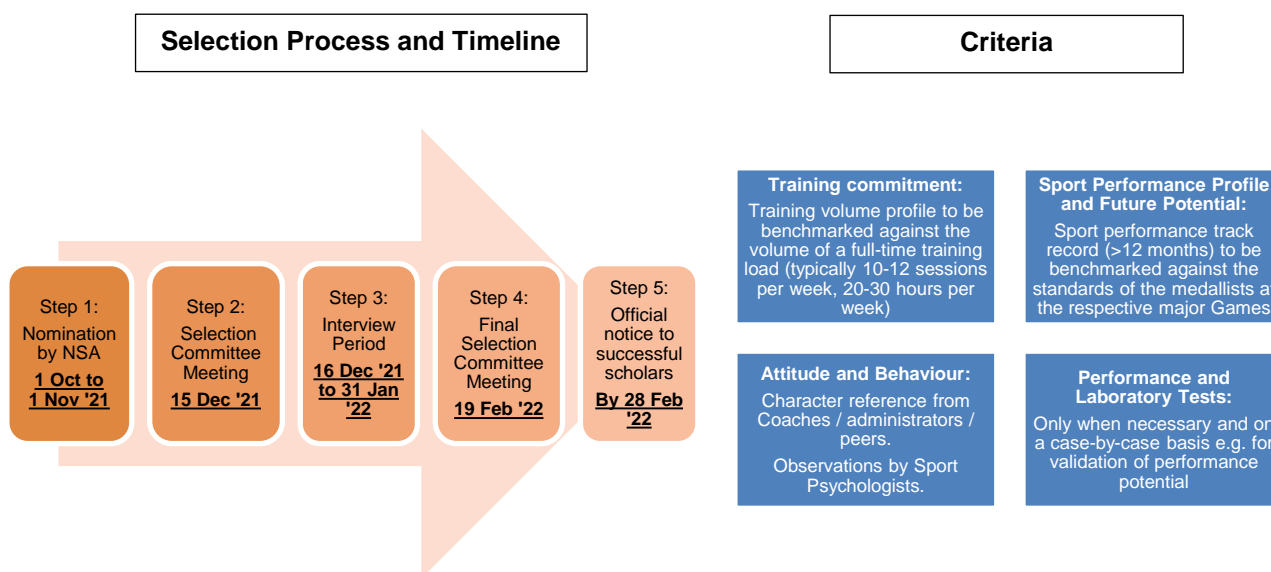 Selection Process and Timeline
Criteria
Step 1:
Nomination
by NSA
1 Oct to
1 Nov '21
Step 2:
Selection
Committee
Meeting
15 Dec '21
Step 3:
Interview
Period
16 Dec '21
to 31 Jan
'22
Step 4:
Final
Selection
Committee
Meeting
19 Feb '22
Step 5:
Official
notice to
successful
scholars
By 28 Feb
'22
Training commitment:
Training volume profile to be
benchmarked against the
volume of a full-time training
load (typically 10-12 sessions
per week, 20-30 hours per
week)
Sport Performance Profile
and Future Potential:
Sport performance track
record (>12 months) to be
benchmarked against the
standards of the medallists at
the respective major Games
Attitude and Behaviour:
Character reference from
Coaches / administrators /
peers.
Observations by Sport
Psychologists.
Performance and
Laboratory Tests:
Only when necessary and on
a case-by-case basis e.g. for
validation of performance
potential